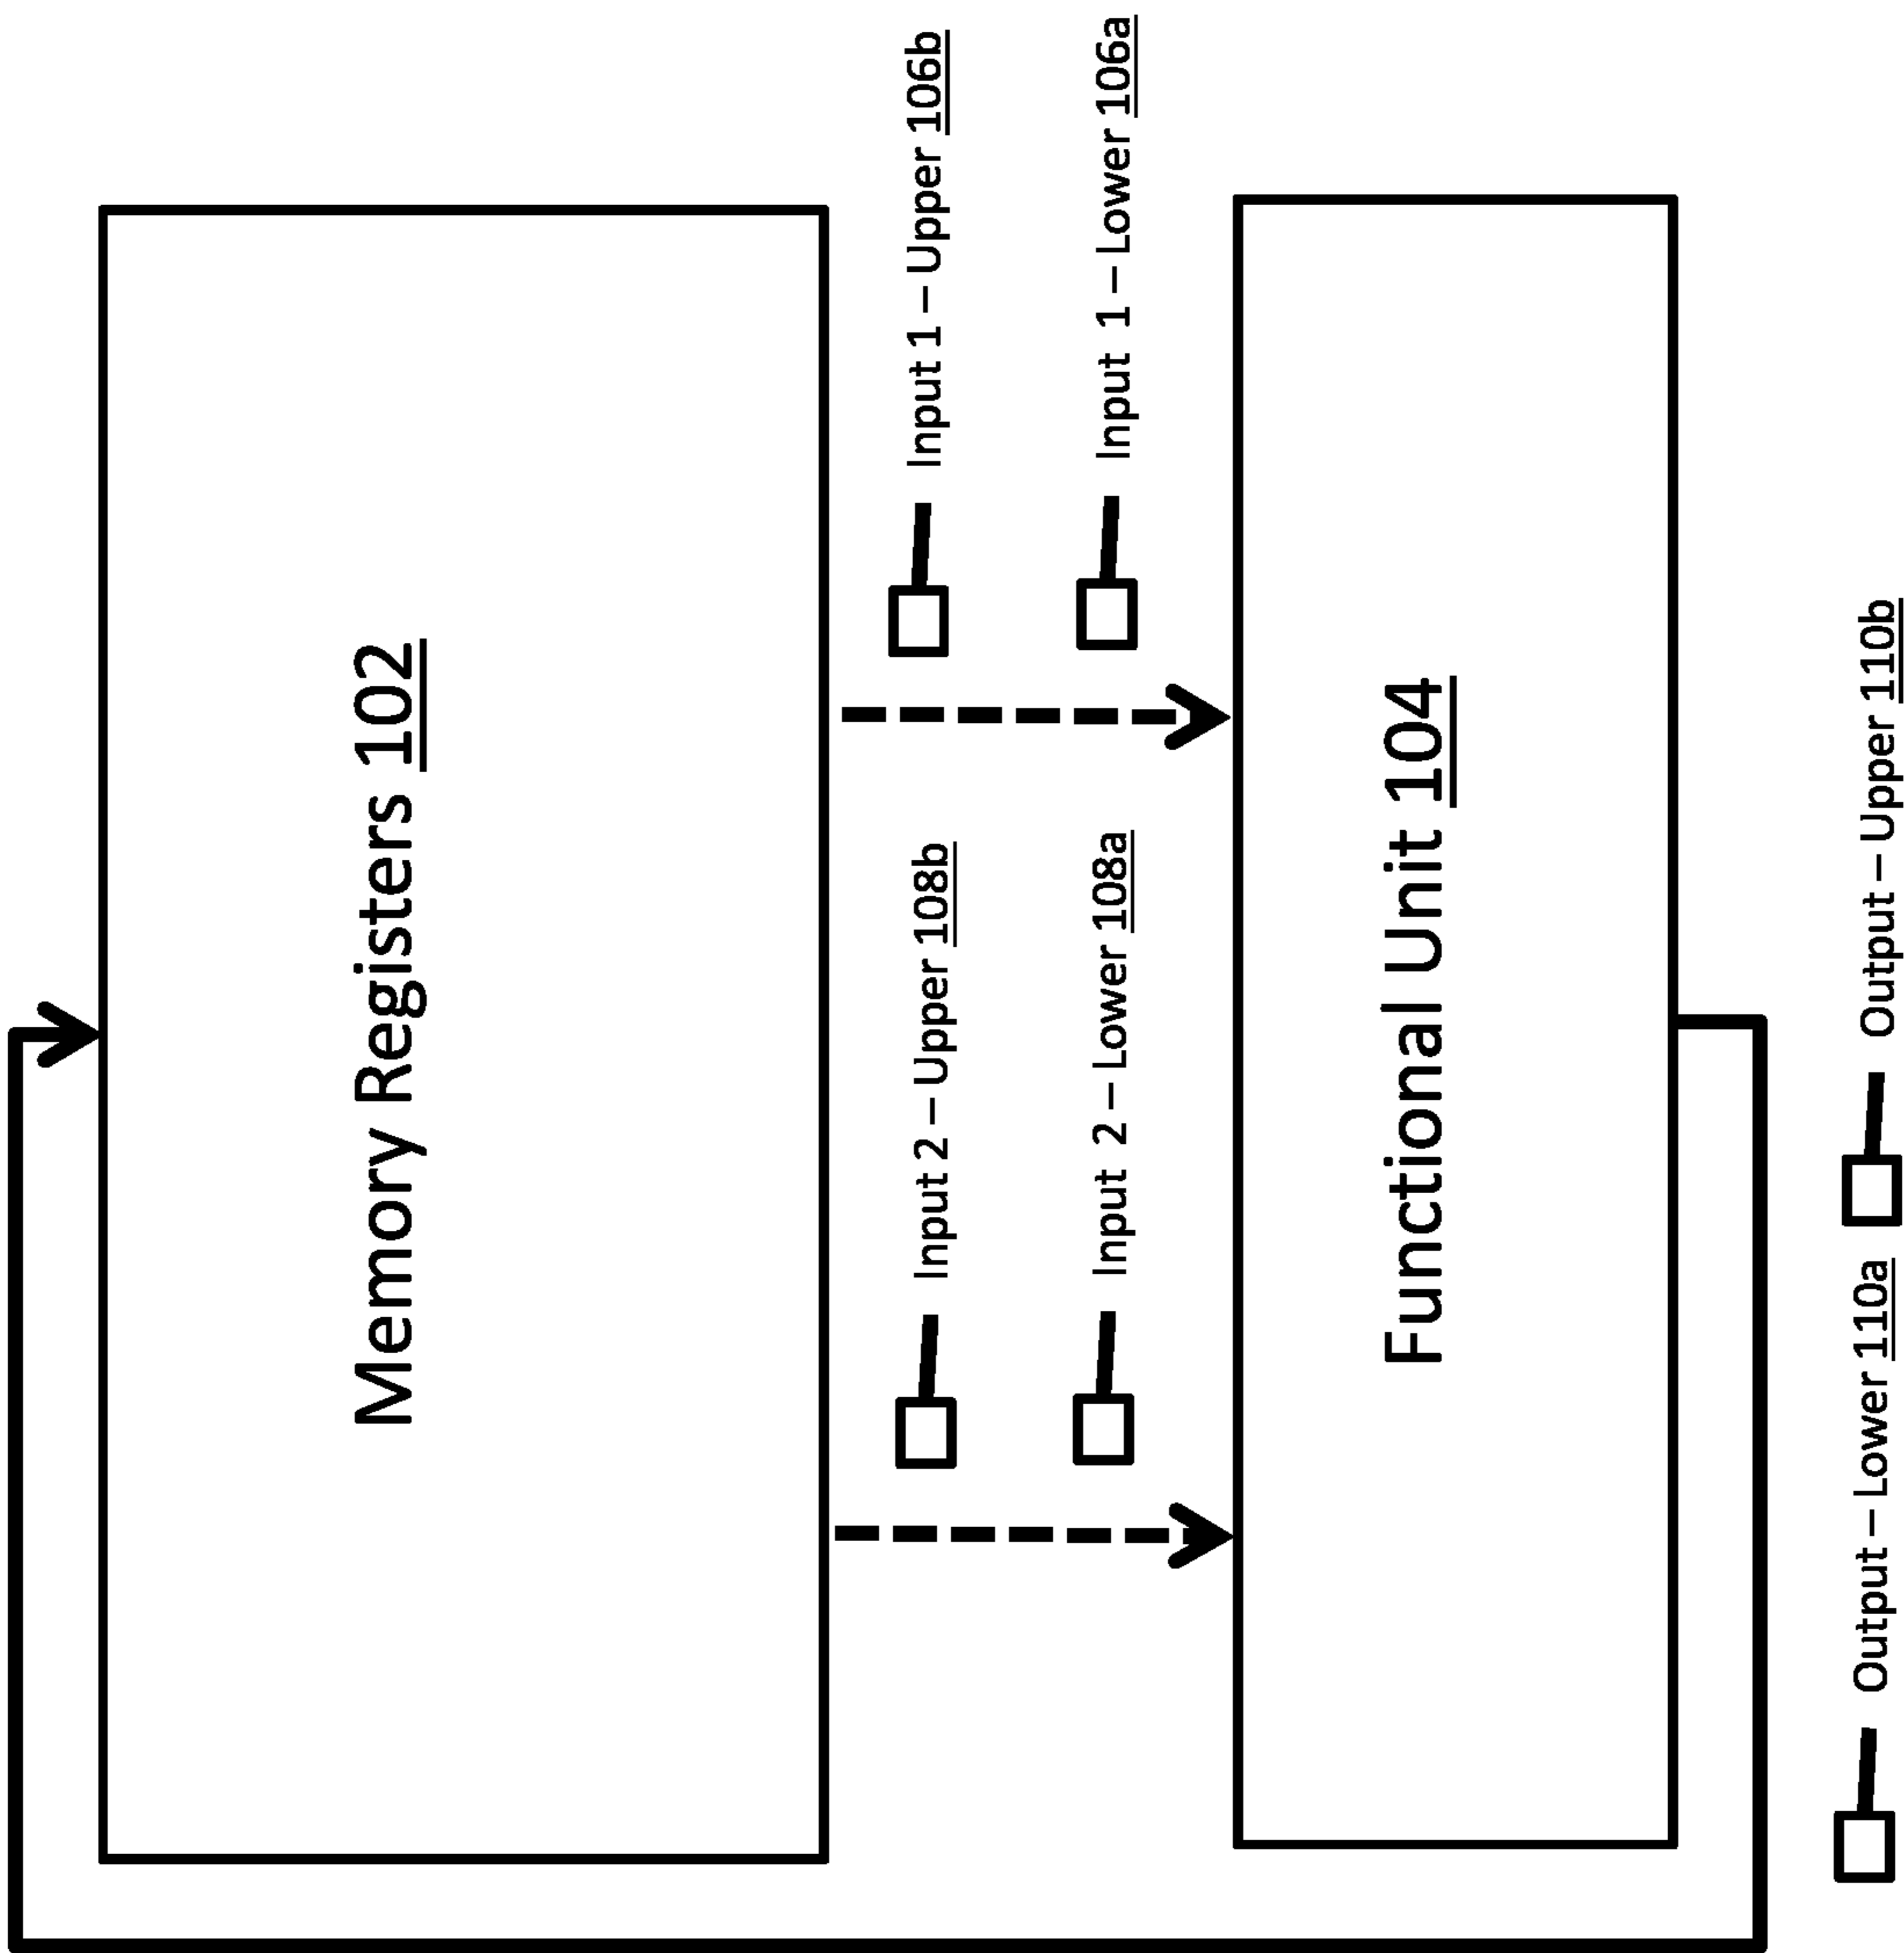 Memory Registers 102
Input 2 – Upper 108b
Input 1 – Upper 106b
Input 2 – Lower 108a
Input 1 – Lower 106a
Functional Unit 104
Output – Lower 110a
Output – Upper 110b